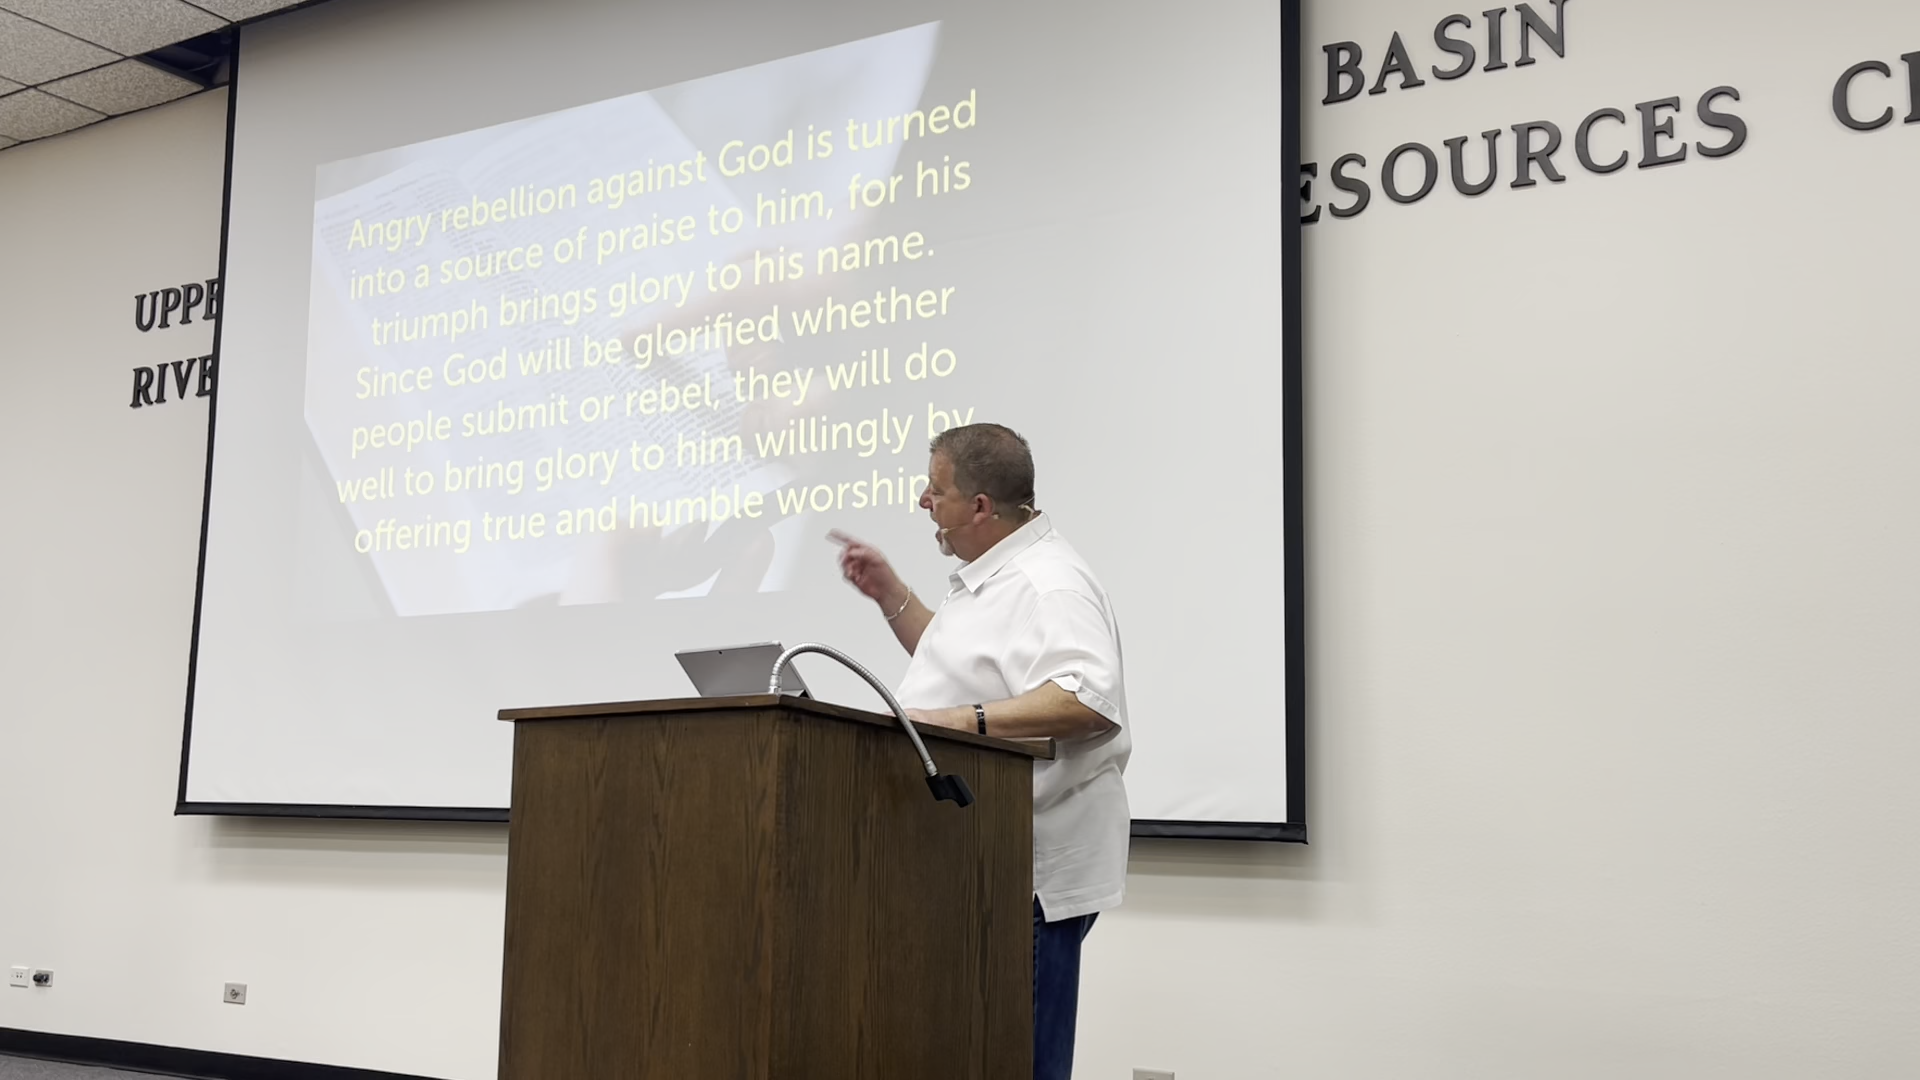 Angry rebellion against God is turned
into a source of praise to him, for his
triumph brings glory to his name.
Since God will be glorified whether
people submit or rebel, they will do
well to bring glory to him willingly by
offering true and humble worship
UPPE
RIVE
BASIN
ESOURCES CE